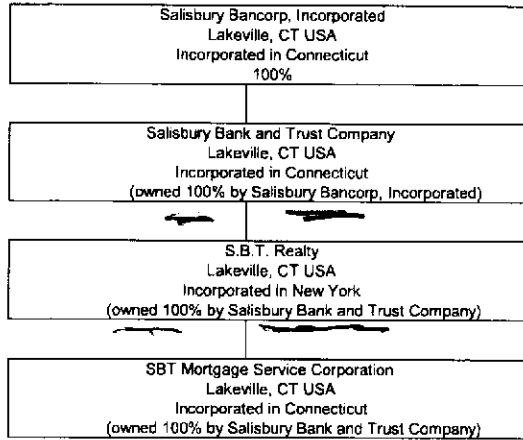 Salisbury Bancorp, Incorporated
Lakeville, CT USA
Incorporated in Connecticut
100%
Salisbury Bank and Trust Company
Lakeville, CT USA
Incorporated in Connecticut
(owned 100% by Salisbury Bancorp, Incorporated)
S.B.T. Realty
Lakeville, CT USA
Incorporated in New York
(owned 100% by Salisbury Bank and Trust Company)
SBT Mortgage Service Corporation
Lakeville, CT USA
Incorporated in Connecticut
(owned 100% by Salisbury Bank and Trust Company)